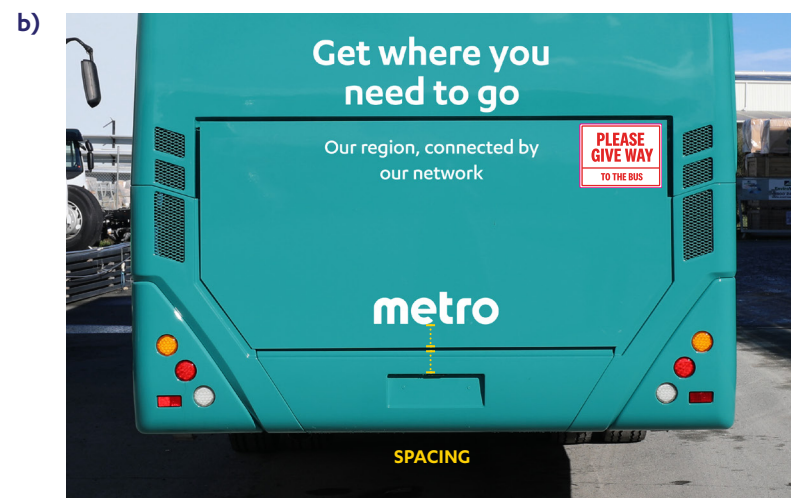 b)
Get where you
need to go
Our region, connected by
our network
PLEASE
GIVE WAY
TO THE BUS
metro
SPACING